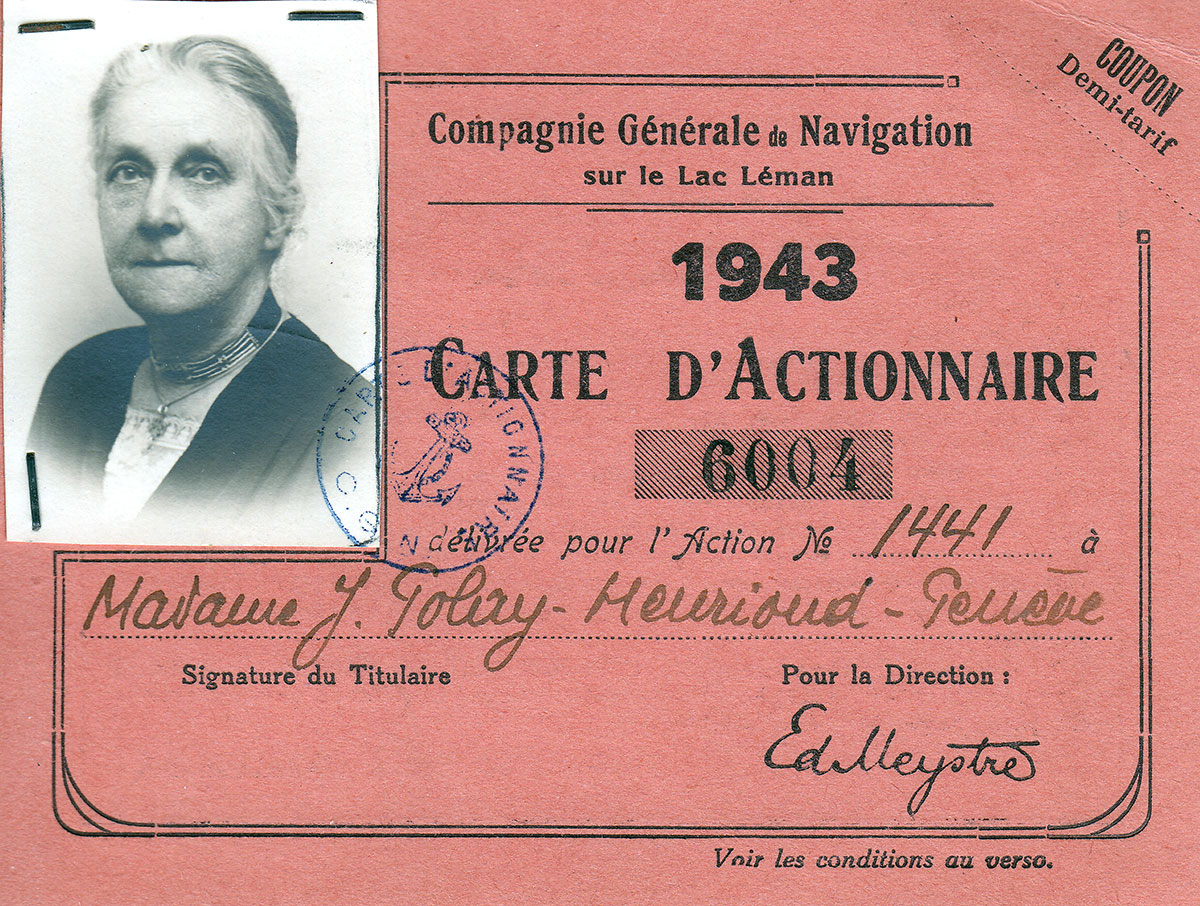 COUPON
Demi-tarif
Compagnie Générale de Navigation
sur le Lac Léman
1943
CARTE D'ACTIONNAIRE
6004
délivrée pour l'Action № 1441 à
Madame J. Golay-Henrioud - Genève
Signature du Titulaire
Pour la Direction :
Ed Meystre
Voir les conditions au verso.